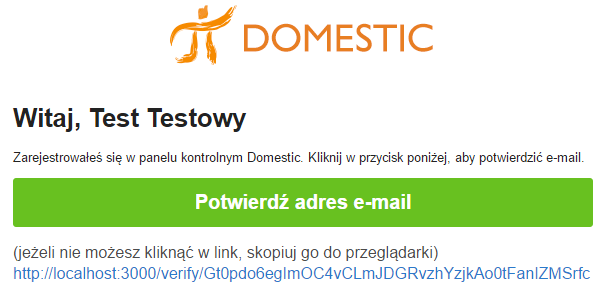 DOMESTIC
Witaj, Test Testowy
Zarejestrowałeś się w panelu kontrolnym Domestic. Kliknij w przycisk poniżej, aby potwierdzić e-mail.
Potwierdź adres e-mail
(jeżeli nie możesz kliknąć w link, skopiuj go do przeglądarki)
http://localhost:3000/verify/Gt0pdo6eglmOC4vCLmJDGRvzhYzjkAo0tFanIZMSrfc